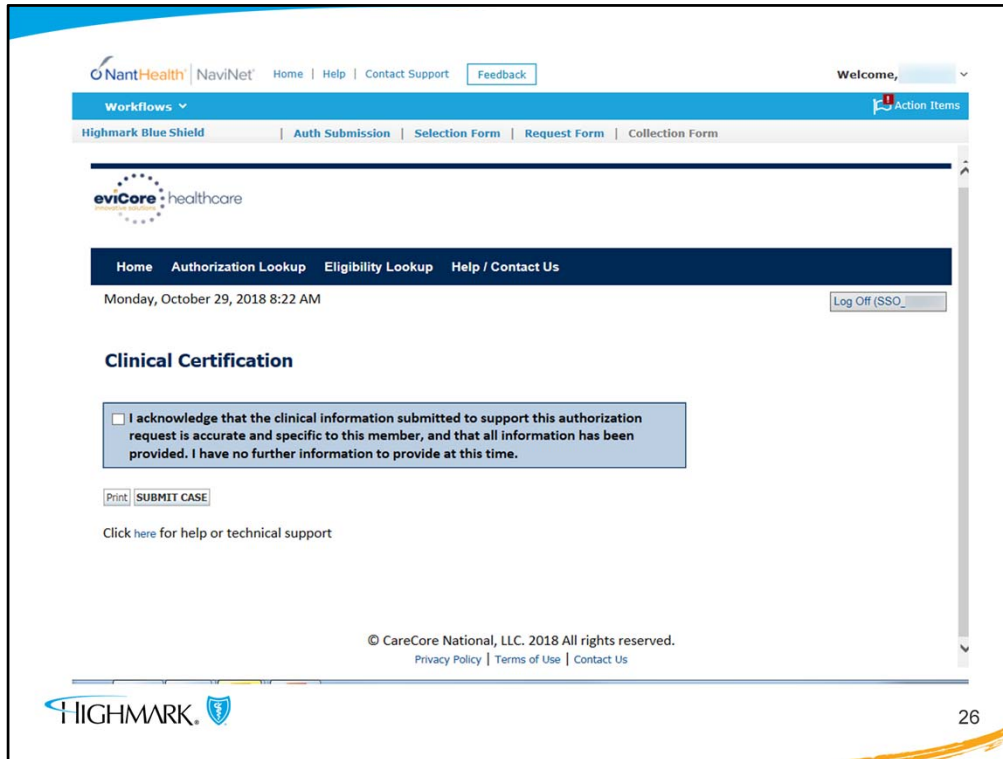 NantHealth® NaviNet® Home | Help | Contact Support Feedback Welcome,
Workflows Action Items
Highmark Blue Shield | Auth Submission | Selection Form | Request Form | Collection Form
eviCore healthcare
innovative solutions
Home Authorization Lookup Eligibility Lookup Help / Contact Us
Monday, October 29, 2018 8:22 AM
Log Off (SSO_
Clinical Certification
I acknowledge that the clinical information submitted to support this authorization
request is accurate and specific to this member, and that all information has been
provided. I have no further information to provide at this time.
Print SUBMIT CASE
Click here for help or technical support
© CareCore National, LLC. 2018 All rights reserved.
Privacy Policy | Terms of Use | Contact Us
HIGHMARK®
26